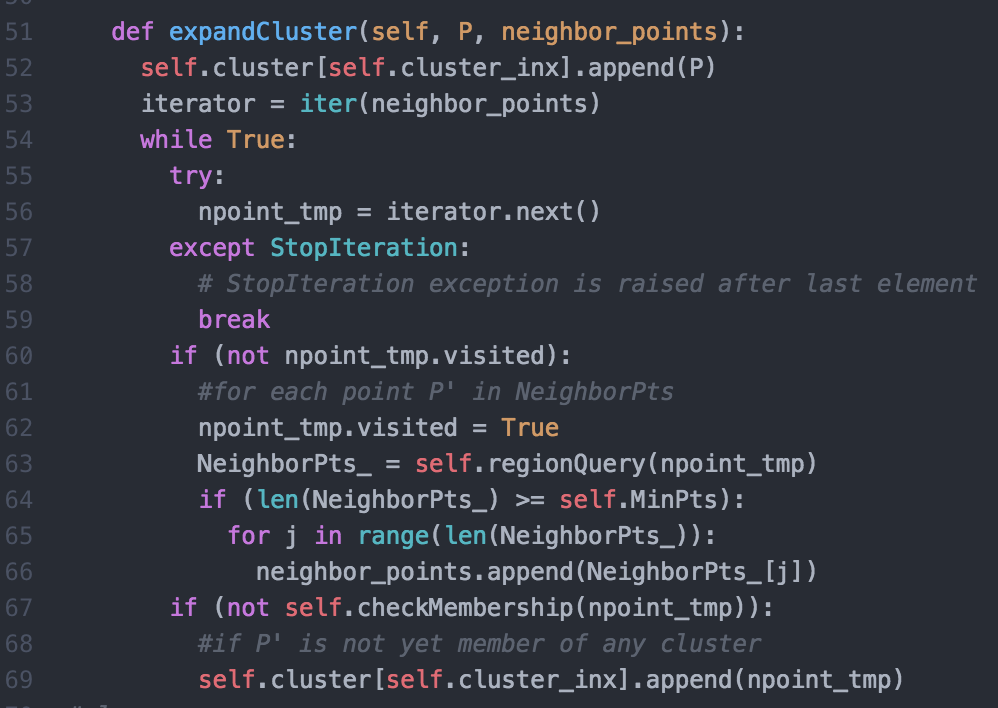 51 def expandCluster(self, P, neighbor_points):
52 self.cluster[self.cluster_inx].append(P)
53 iterator = iter(neighbor_points)
54 while True:
55 try:
56 npoint_tmp = iterator.next()
57 except StopIteration:
58 # StopIteration exception is raised after last element
59 break
60 if (not npoint_tmp.visited):
61 #for each point P' in NeighborPts
62 npoint_tmp.visited = True
63 NeighborPts_ = self.regionQuery(npoint_tmp)
64 if (len(NeighborPts_) >= self.MinPts):
65 for j in range(len(NeighborPts_)):
66 neighbor_points.append(NeighborPts_[j])
67 if (not self.checkMembership(npoint_tmp)):
68 #if P' is not yet member of any cluster
69 self.cluster[self.cluster_inx].append(npoint_tmp)